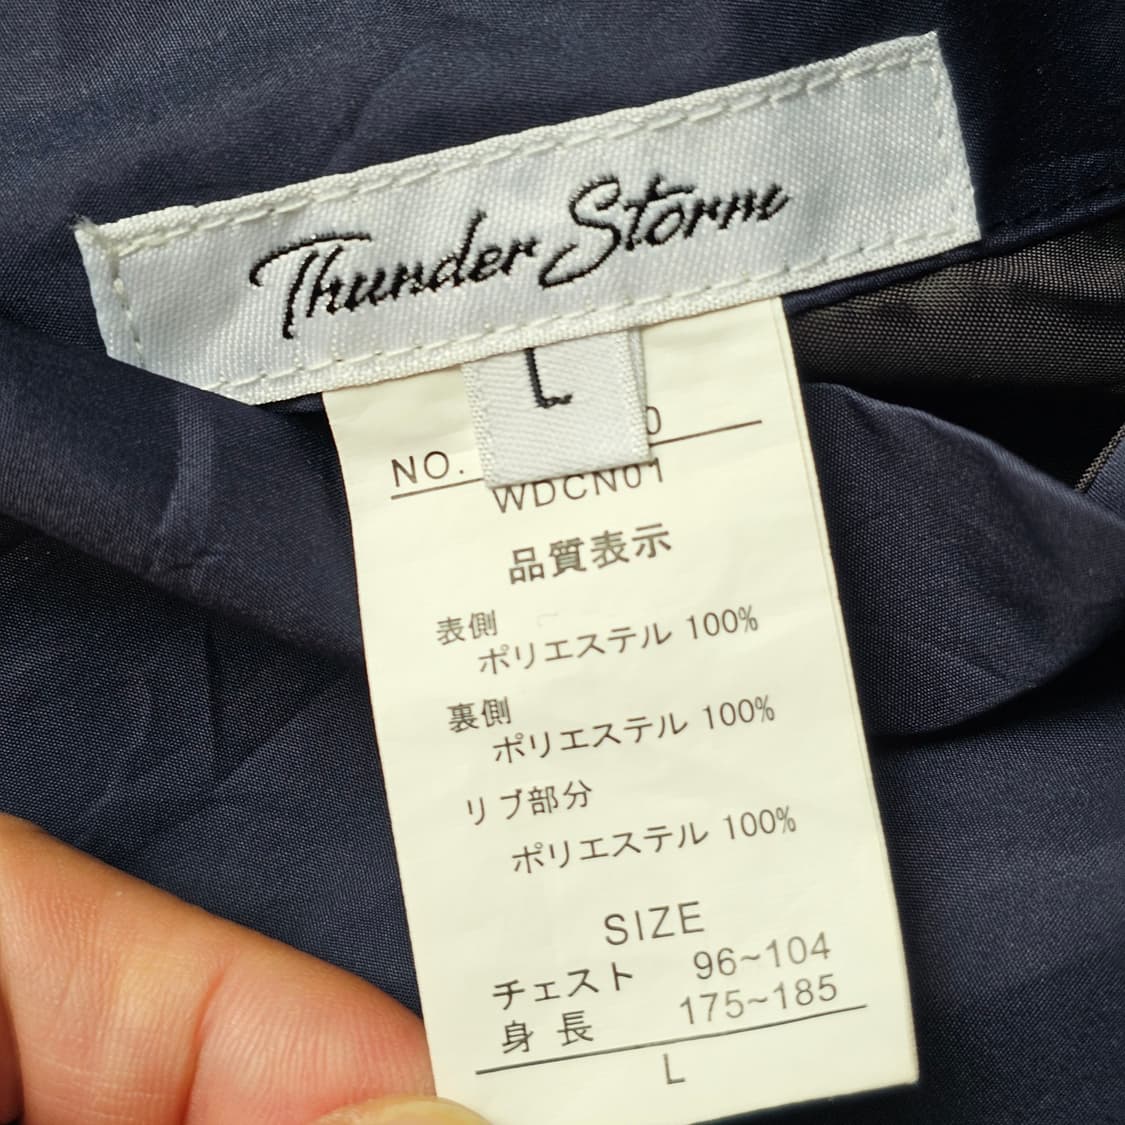 Thunder Storm
L
NO.
WDCN01
品質表示
表側
ポリエステル 100%
裏側
ポリエステル 100%
リブ部分
ポリエステル 100%
SIZE
チェスト 96~104
身長 175~185
L